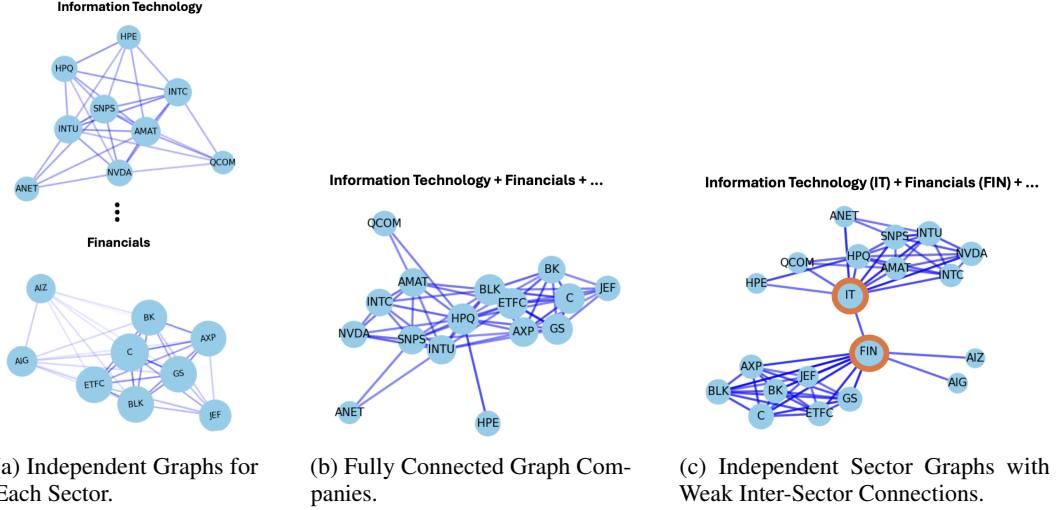 Information Technology
HPE
HPQ
INTC
SNPS
INTU
AMAT
QCOM
NVDA
ANET
Financials
AIZ
BK
AXP
C
AIG
GS
ETFC
BLK
JEF
(a) Independent Graphs for
Each Sector.
Information Technology + Financials + ...
QCOM
BK
AMAT
BLK
JEF
INTC
ETFC
C
HPQ
NVDA
SNPS
AXP
GS
INTU
ANET
HPE
(b) Fully Connected Graph Com-
panies.
Information Technology (IT) + Financials (FIN) + ...
ANET
SNPS
INTU
QCOM
HPQ
NVDA
AMAT
INTC
HPE
IT
FIN
AIZ
AXP
JEF
AIG
BLK
BK
GS
C
ETFC
(c) Independent Sector Graphs with
Weak Inter-Sector Connections.